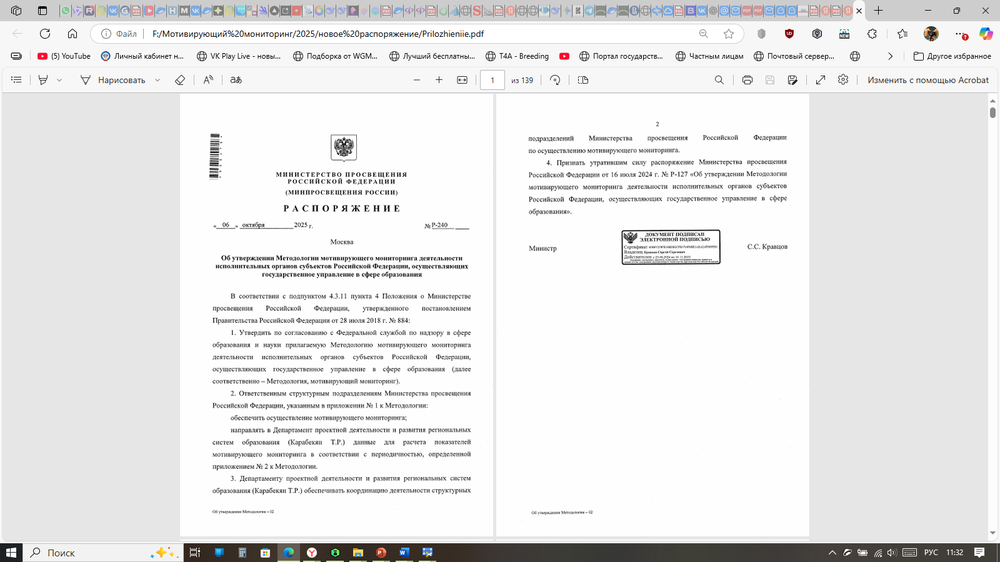 Файл
F:/Мотивирующий%20мониторинг/2025/новое%20распоряжение/Prilozhieniie.pdf
NEW
(5) YouTube
Личный кабинет н...
VK Play Live - новы...
Подборка от WGM...
Лучший бесплатны...
T4A - Breeding
Портал государств...
Частным лицам
Почтовый сервер...
Другое избранное
Нарисовать
1
из 139
Изменить с помощью Acrobat
МИНИСТЕРСТВО ПРОСВЕЩЕНИЯ
РОССИЙСКОЙ ФЕДЕРАЦИИ
(МИНПРОСВЕЩЕНИЯ РОССИИ)
РАСПОРЯЖЕНИЕ
« 06 » октября 2025 г.
№ Р-240
Москва
Об утверждении Методологии мотивирующего мониторинга деятельности
исполнительных органов субъектов Российской Федерации, осуществляющих
государственное управление в сфере образования
В соответствии с подпунктом 4.3.11 пункта 4 Положения о Министерстве
просвещения Российской Федерации, утвержденного постановлением
Правительства Российской Федерации от 28 июля 2018 г. № 884:
1. Утвердить по согласованию с Федеральной службой по надзору в сфере
образования и науки прилагаемую Методологию мотивирующего мониторинга
деятельности исполнительных органов субъектов Российской Федерации,
осуществляющих государственное управление в сфере образования (далее
соответственно – Методология, мотивирующий мониторинг).
2. Ответственным структурным подразделениям Министерства просвещения
Российской Федерации, указанным в приложении № 1 к Методологии:
обеспечить осуществление мотивирующего мониторинга;
направлять в Департамент проектной деятельности и развития региональных
систем образования (Карабекян Т.Р.) данные для расчета показателей
мотивирующего мониторинга в соответствии с периодичностью, определенной
приложением № 2 к Методологии.
3. Департаменту проектной деятельности и развития региональных систем
образования (Карабекян Т.Р.) обеспечивать координацию деятельности структурных
Об утверждении Методологии – 02
2
подразделений Министерства просвещения Российской Федерации
по осуществлению мотивирующего мониторинга.
4. Признать утратившим силу распоряжение Министерства просвещения
Российской Федерации от 16 июля 2024 г. № Р-127 «Об утверждении Методологии
мотивирующего мониторинга деятельности исполнительных органов субъектов
Российской Федерации, осуществляющих государственное управление в сфере
образования».
Министр
ДОКУМЕНТ ПОДПИСАН
ЭЛЕКТРОННОЙ ПОДПИСЬЮ
Сертификат
Владелец Кравцов Сергей Сергеевич
Действителен с 23.08.2024 по 16.11.2025
С.С. Кравцов
Об утверждении Методологии – 02
Поиск
РУС
11:32